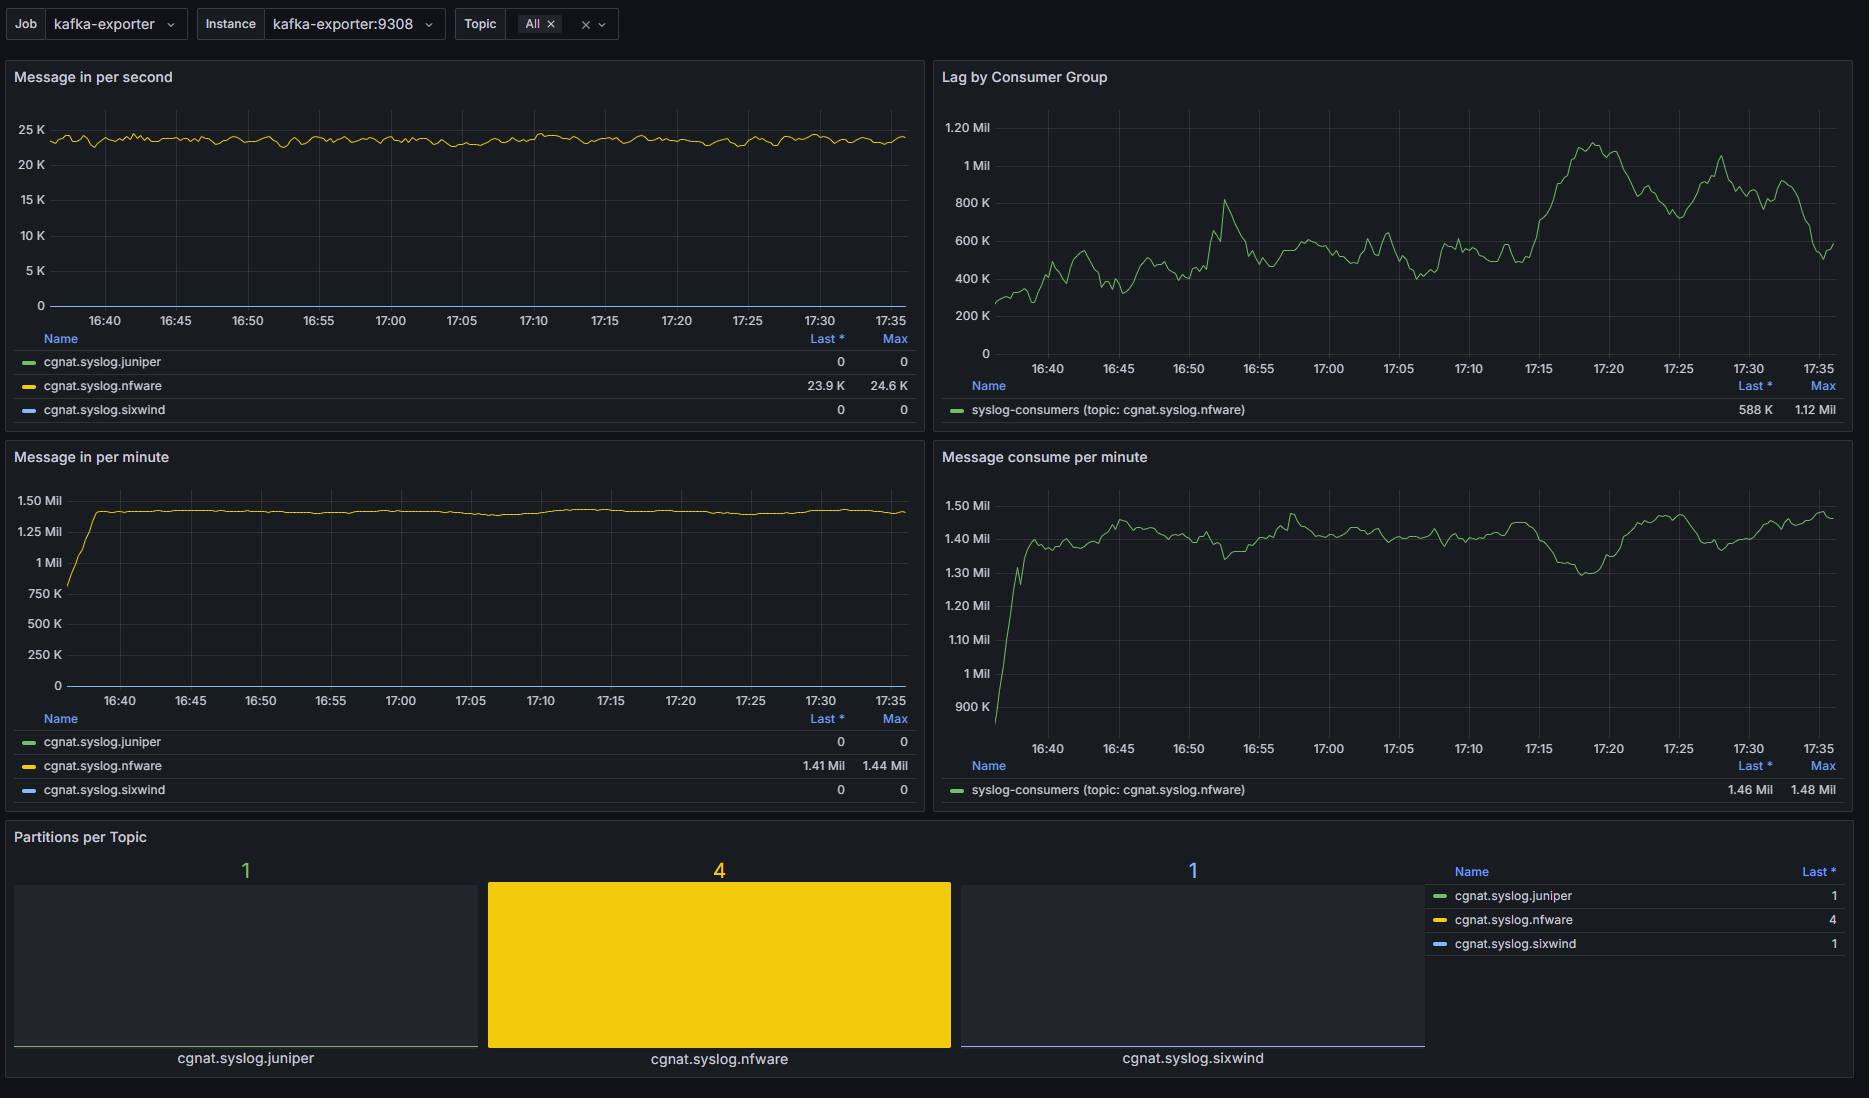 Job kafka-exporter Instance kafka-exporter:9308 Topic All
Message in per second
25 K
20 K
15 K
10 K
5 K
0
16:40 16:45 16:50 16:55 17:00 17:05 17:10 17:15 17:20 17:25 17:30 17:35
Name Last * Max
cgnat.syslog.juniper 0 0
cgnat.syslog.nfware 23.9 K 24.6 K
cgnat.syslog.sixwind 0 0
Lag by Consumer Group
1.20 Mil
1 Mil
800 K
600 K
400 K
200 K
0
16:40 16:45 16:50 16:55 17:00 17:05 17:10 17:15 17:20 17:25 17:30 17:35
Name Last * Max
syslog-consumers (topic: cgnat.syslog.nfware) 588 K 1.12 Mil
Message in per minute
1.50 Mil
1.25 Mil
1 Mil
750 K
500 K
250 K
0
16:40 16:45 16:50 16:55 17:00 17:05 17:10 17:15 17:20 17:25 17:30 17:35
Name Last * Max
cgnat.syslog.juniper 0 0
cgnat.syslog.nfware 1.41 Mil 1.44 Mil
cgnat.syslog.sixwind 0 0
Message consume per minute
1.50 Mil
1.40 Mil
1.30 Mil
1.20 Mil
1.10 Mil
1 Mil
900 K
16:40 16:45 16:50 16:55 17:00 17:05 17:10 17:15 17:20 17:25 17:30 17:35
Name Last * Max
syslog-consumers (topic: cgnat.syslog.nfware) 1.46 Mil 1.48 Mil
Partitions per Topic
1 4 1
cgnat.syslog.juniper cgnat.syslog.nfware cgnat.syslog.sixwind
Name Last *
cgnat.syslog.juniper 1
cgnat.syslog.nfware 4
cgnat.syslog.sixwind 1